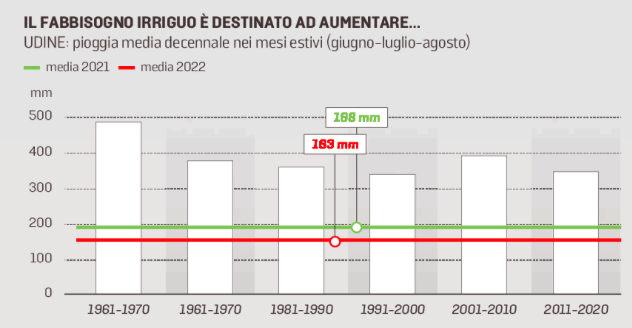 IL FABBISOGNO IRRIGUO È DESTINATO AD AUMENTARE...
UDINE: pioggia media decennale nei mesi estivi (giugno-luglio-agosto)
media 2021 media 2022
mm
500
400
300
200
100
0
188 mm
163 mm
1961-1970 1961-1970 1981-1990 1991-2000 2001-2010 2011-2020